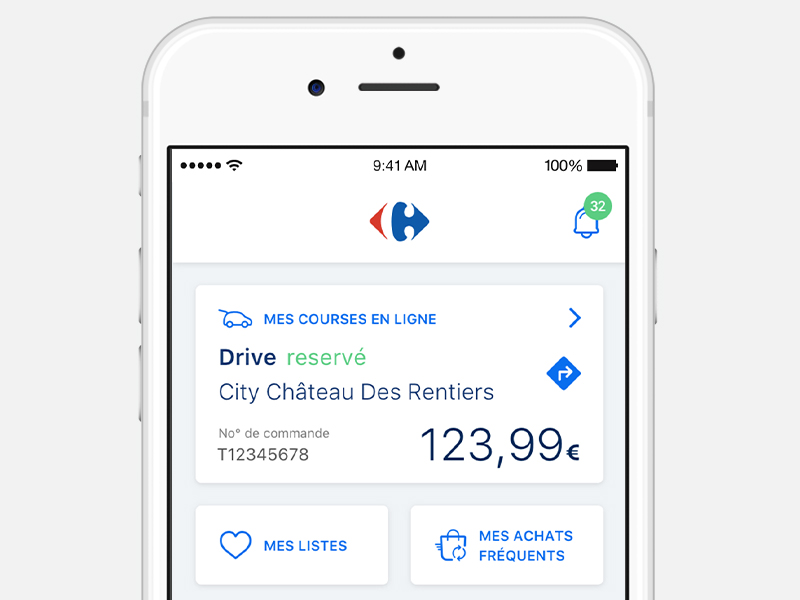 9:41 AM
100%
32
MES COURSES EN LIGNE
Drive reservé
City Château Des Rentiers
No° de commande
T12345678
123,99€
MES LISTES
MES ACHATS
FRÉQUENTS